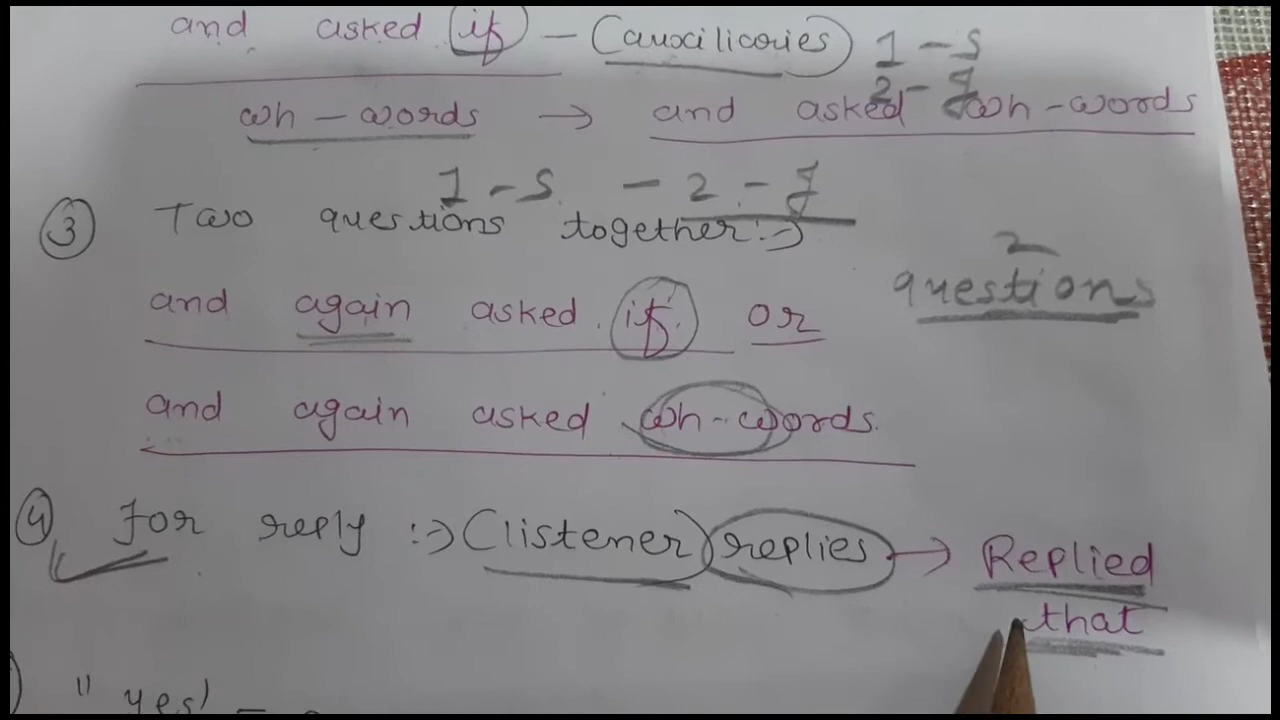 and asked if - (auxilicories) 1 - S
2 - J
wh - words → and asked wh - words
1 - S - 2 - J
③ Two questions together :→
2
questions
and again asked if or
and again asked wh - words.
④ For reply :→ (listener) replies → Replied
that
" yes' -